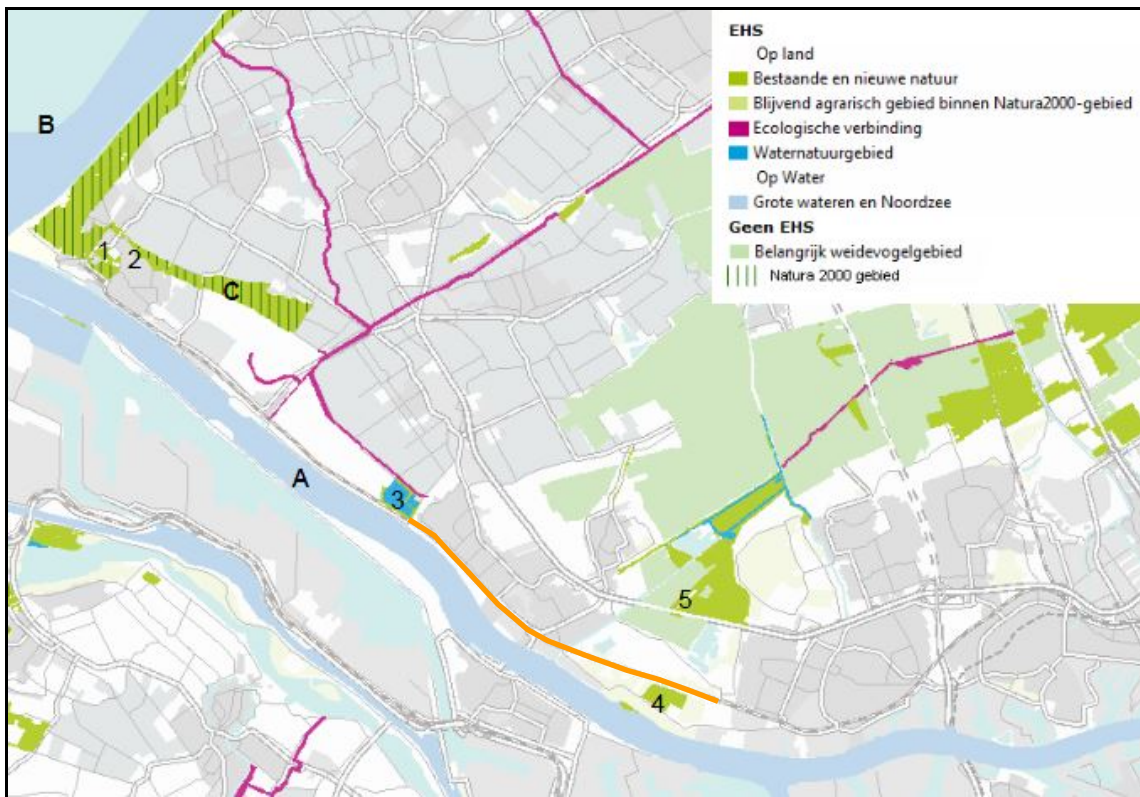 EHS
Op land
Bestaande en nieuwe natuur
Blijvend agrarisch gebied binnen Natura2000-gebied
Ecologische verbinding
Waternatuurgebied
Op Water
Grote wateren en Noordzee
Geen EHS
Belangrijk weidevogelgebied
Natura 2000 gebied
B
1
2
C
A
3
5
4